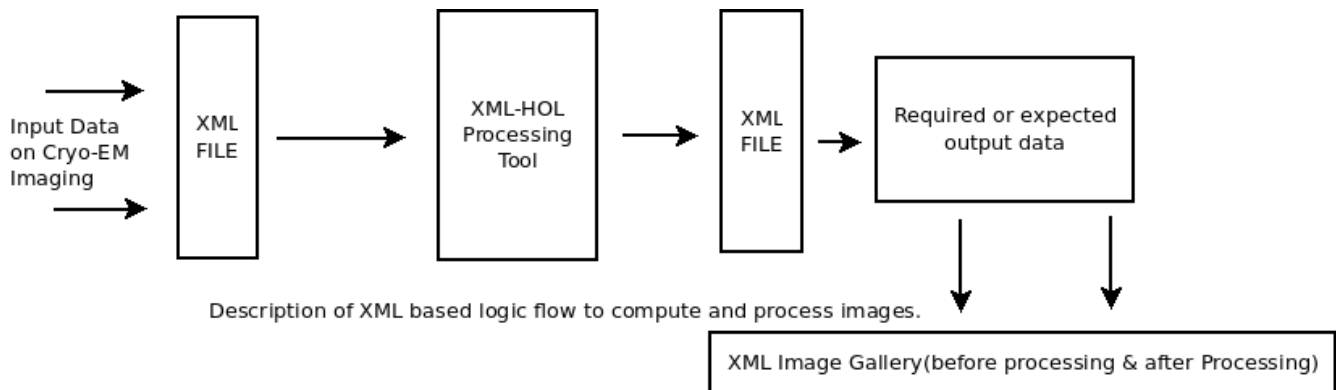 Input Data
on Cryo-EM
Imaging
XML
FILE
XML-HOL
Processing
Tool
XML
FILE
Required or expected
output data
Description of XML based logic flow to compute and process images.
XML Image Gallery(before processing & after Processing)